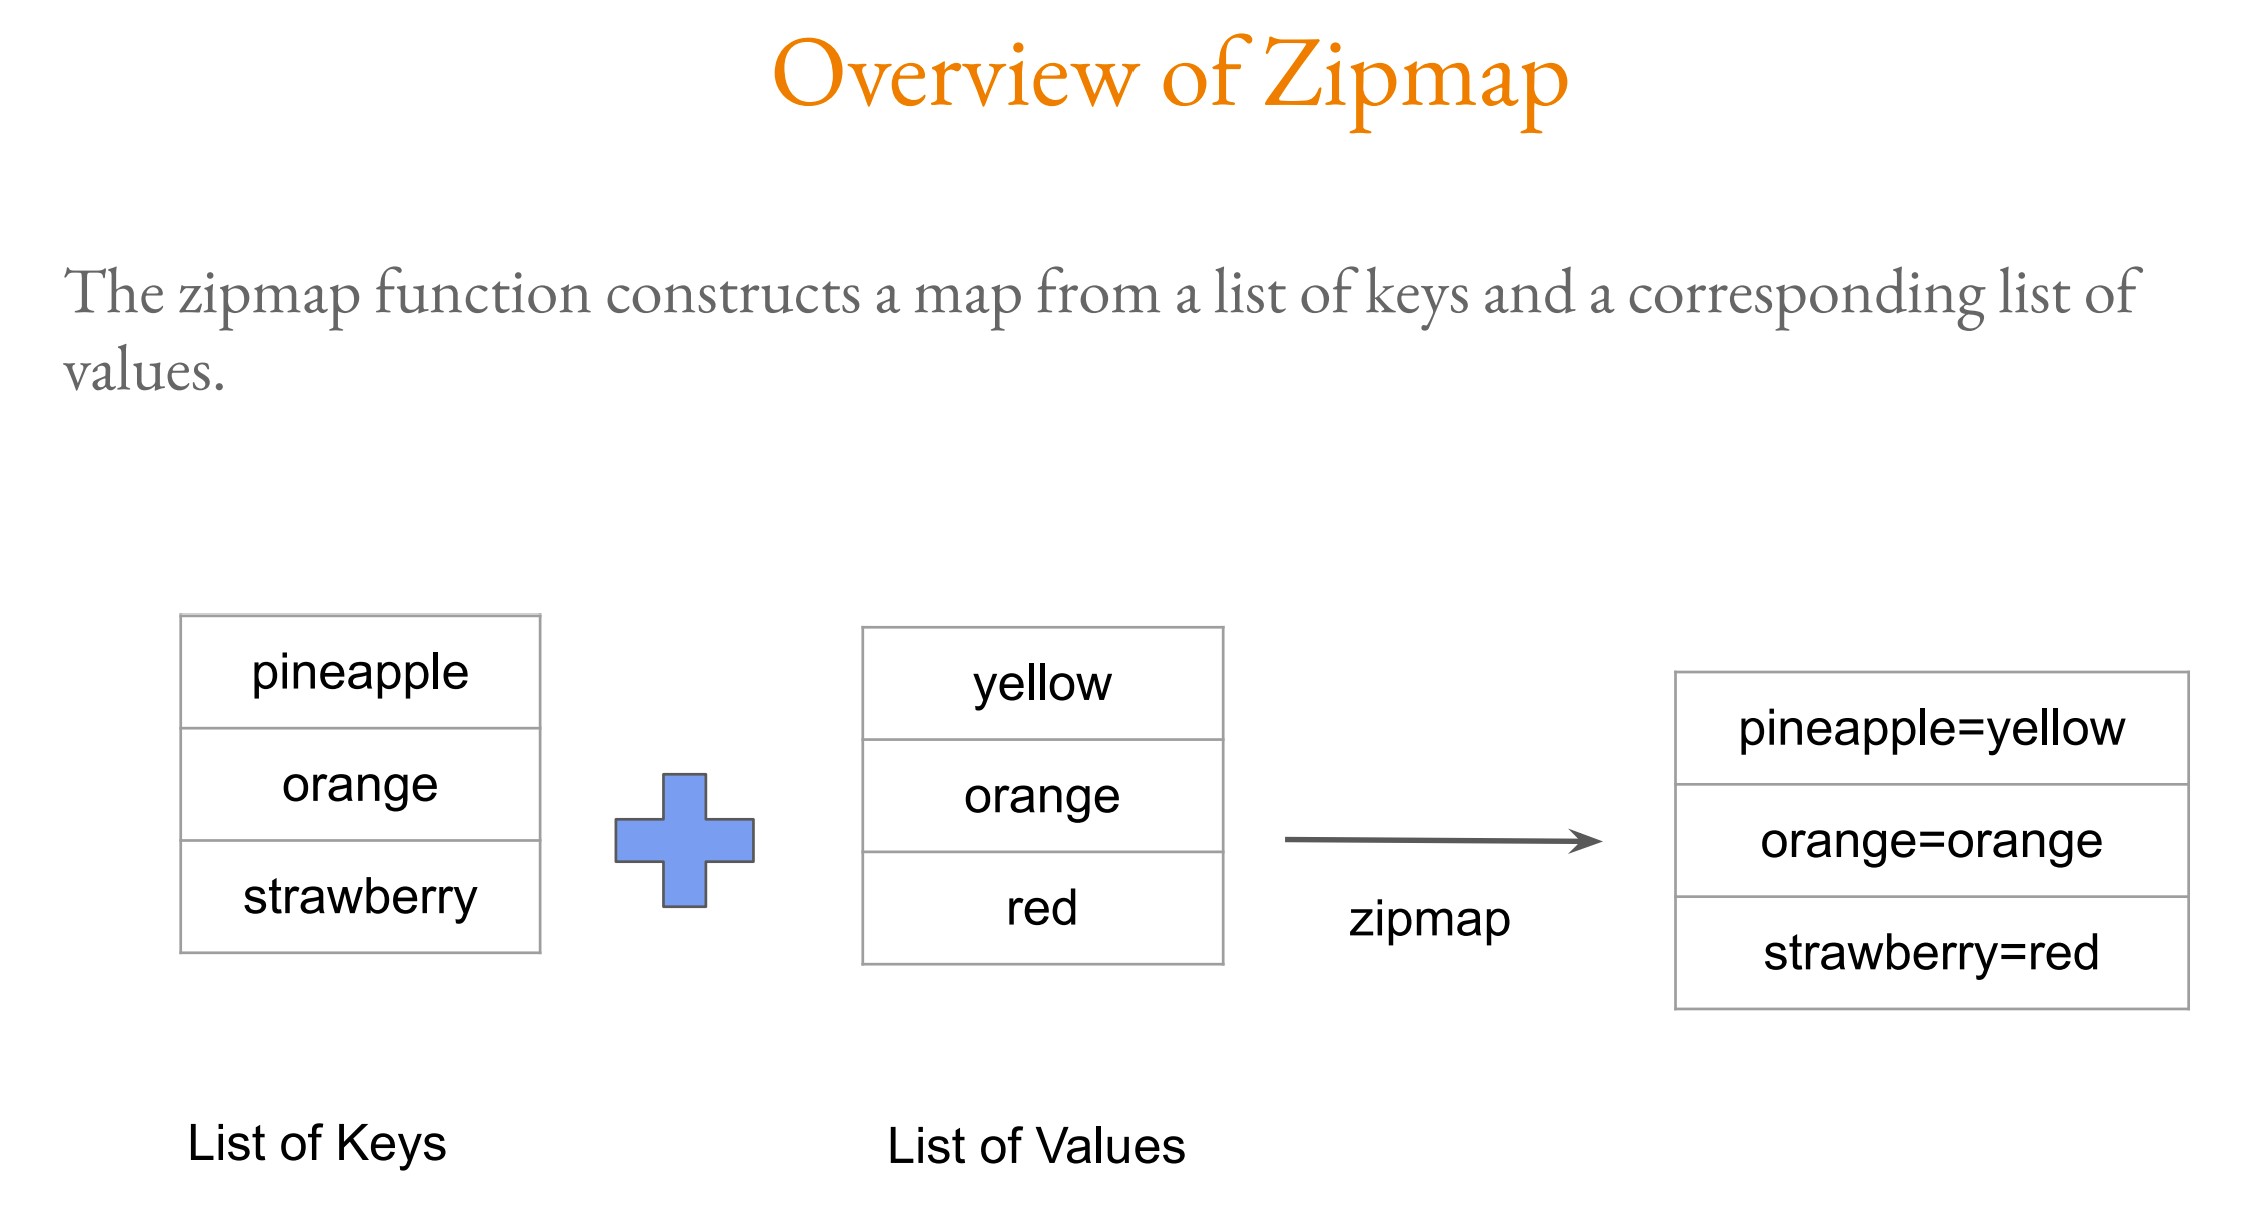 Overview of Zipmap
The zipmap function constructs a map from a list of keys and a corresponding list of
values.
pineapple
orange
strawberry
yellow
orange
red
zipmap
pineapple=yellow
orange=orange
strawberry=red
List of Keys
List of Values